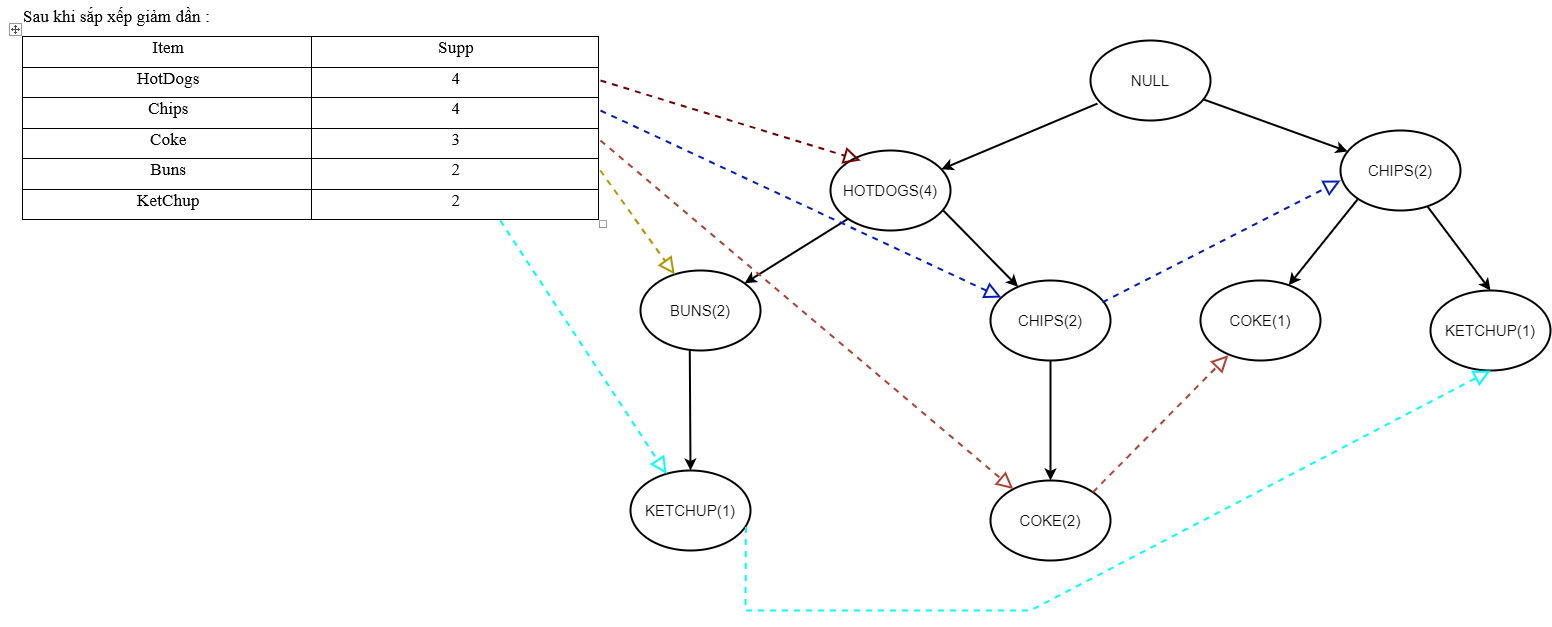 Sau khi sắp xếp giảm dần :
Item Supp
HotDogs 4
Chips 4
Coke 3
Buns 2
KetChup 2
NULL
CHIPS(2)
HOTDOGS(4)
BUNS(2)
CHIPS(2)
COKE(1)
KETCHUP(1)
KETCHUP(1)
COKE(2)